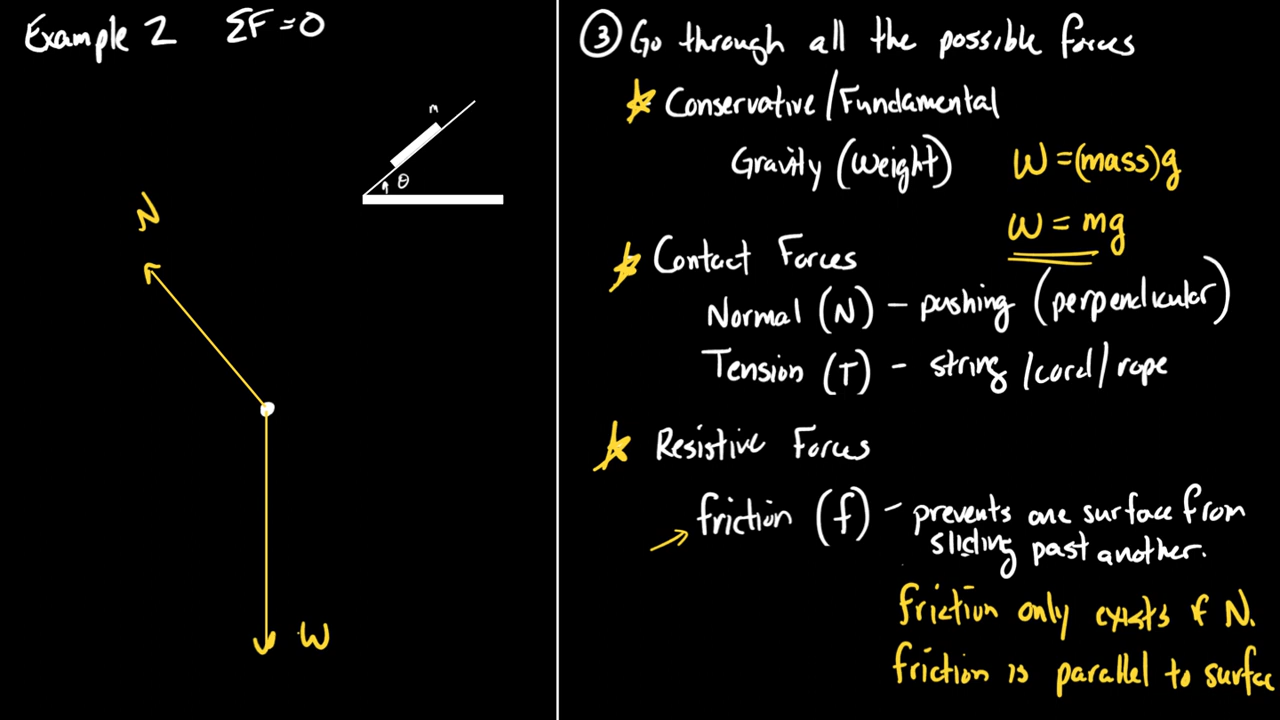 Example 2 ΣF = 0
m
θ
N
W
③ Go through all the possible forces
Conservative/Fundamental
Gravity (weight) W = (mass)g
W = mg
Contact Forces
Normal (N) – pushing (perpendicular)
Tension (T) – string/cord/rope
Resistive Forces
friction (f) – prevents one surface from
sliding past another.
friction only exists if N.
friction is parallel to surface